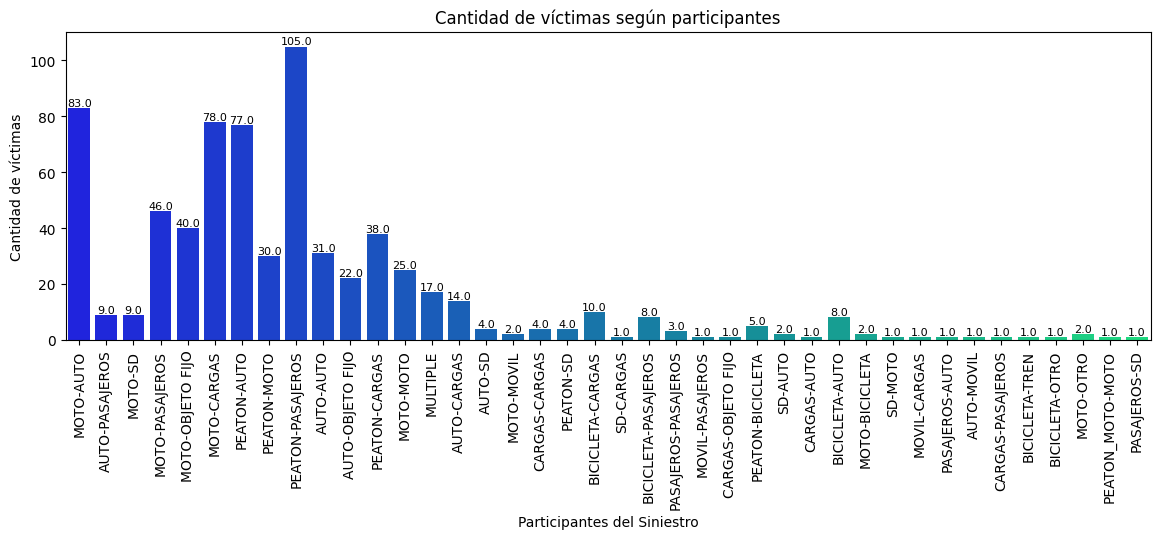 Cantidad de víctimas según participantes
Cantidad de víctimas
100
80
60
40
20
0
83.0
9.0
9.0
46.0
40.0
78.0
77.0
30.0
105.0
31.0
22.0
38.0
25.0
17.0
14.0
4.0
2.0
4.0
4.0
10.0
1.0
8.0
3.0
1.0
1.0
5.0
2.0
1.0
8.0
2.0
1.0
1.0
1.0
1.0
1.0
1.0
1.0
2.0
1.0
1.0
MOTO-AUTO
AUTO-PASAJEROS
MOTO-SD
MOTO-PASAJEROS
MOTO-OBJETO FIJO
MOTO-CARGAS
PEATON-AUTO
PEATON-MOTO
PEATON-PASAJEROS
AUTO-AUTO
AUTO-OBJETO FIJO
PEATON-CARGAS
MOTO-MOTO
MULTIPLE
AUTO-CARGAS
AUTO-SD
MOTO-MOVIL
CARGAS-CARGAS
PEATON-SD
BICICLETA-CARGAS
SD-CARGAS
BICICLETA-PASAJEROS
PASAJEROS-PASAJEROS
MOVIL-PASAJEROS
CARGAS-OBJETO FIJO
PEATON-BICICLETA
SD-AUTO
CARGAS-AUTO
BICICLETA-AUTO
MOTO-BICICLETA
SD-MOTO
MOVIL-CARGAS
PASAJEROS-AUTO
AUTO-MOVIL
CARGAS-PASAJEROS
BICICLETA-TREN
BICICLETA-OTRO
MOTO-OTRO
PEATON_MOTO-MOTO
PASAJEROS-SD
Participantes del Siniestro